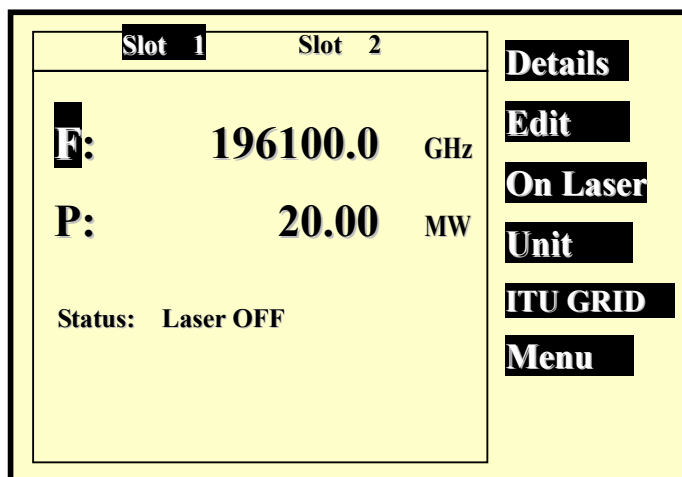 Slot 1 Slot 2
F: 196100.0 GHz
P: 20.00 MW
Status: Laser OFF
Details
Edit
On Laser
Unit
ITU GRID
Menu